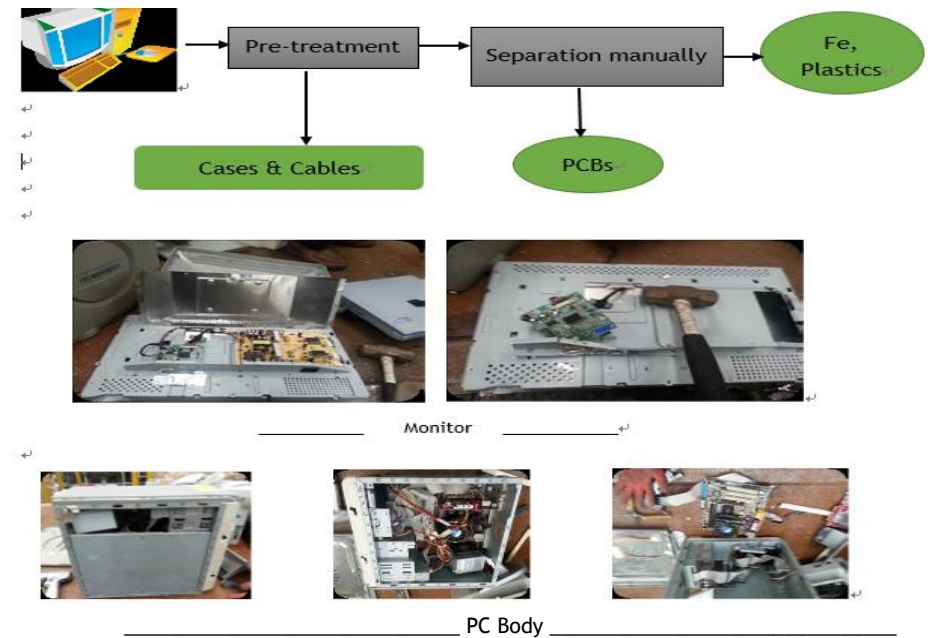 Pre-treatment
Separation manually
Fe,
Plastics
Cases & Cables
PCBs
Monitor
PC Body